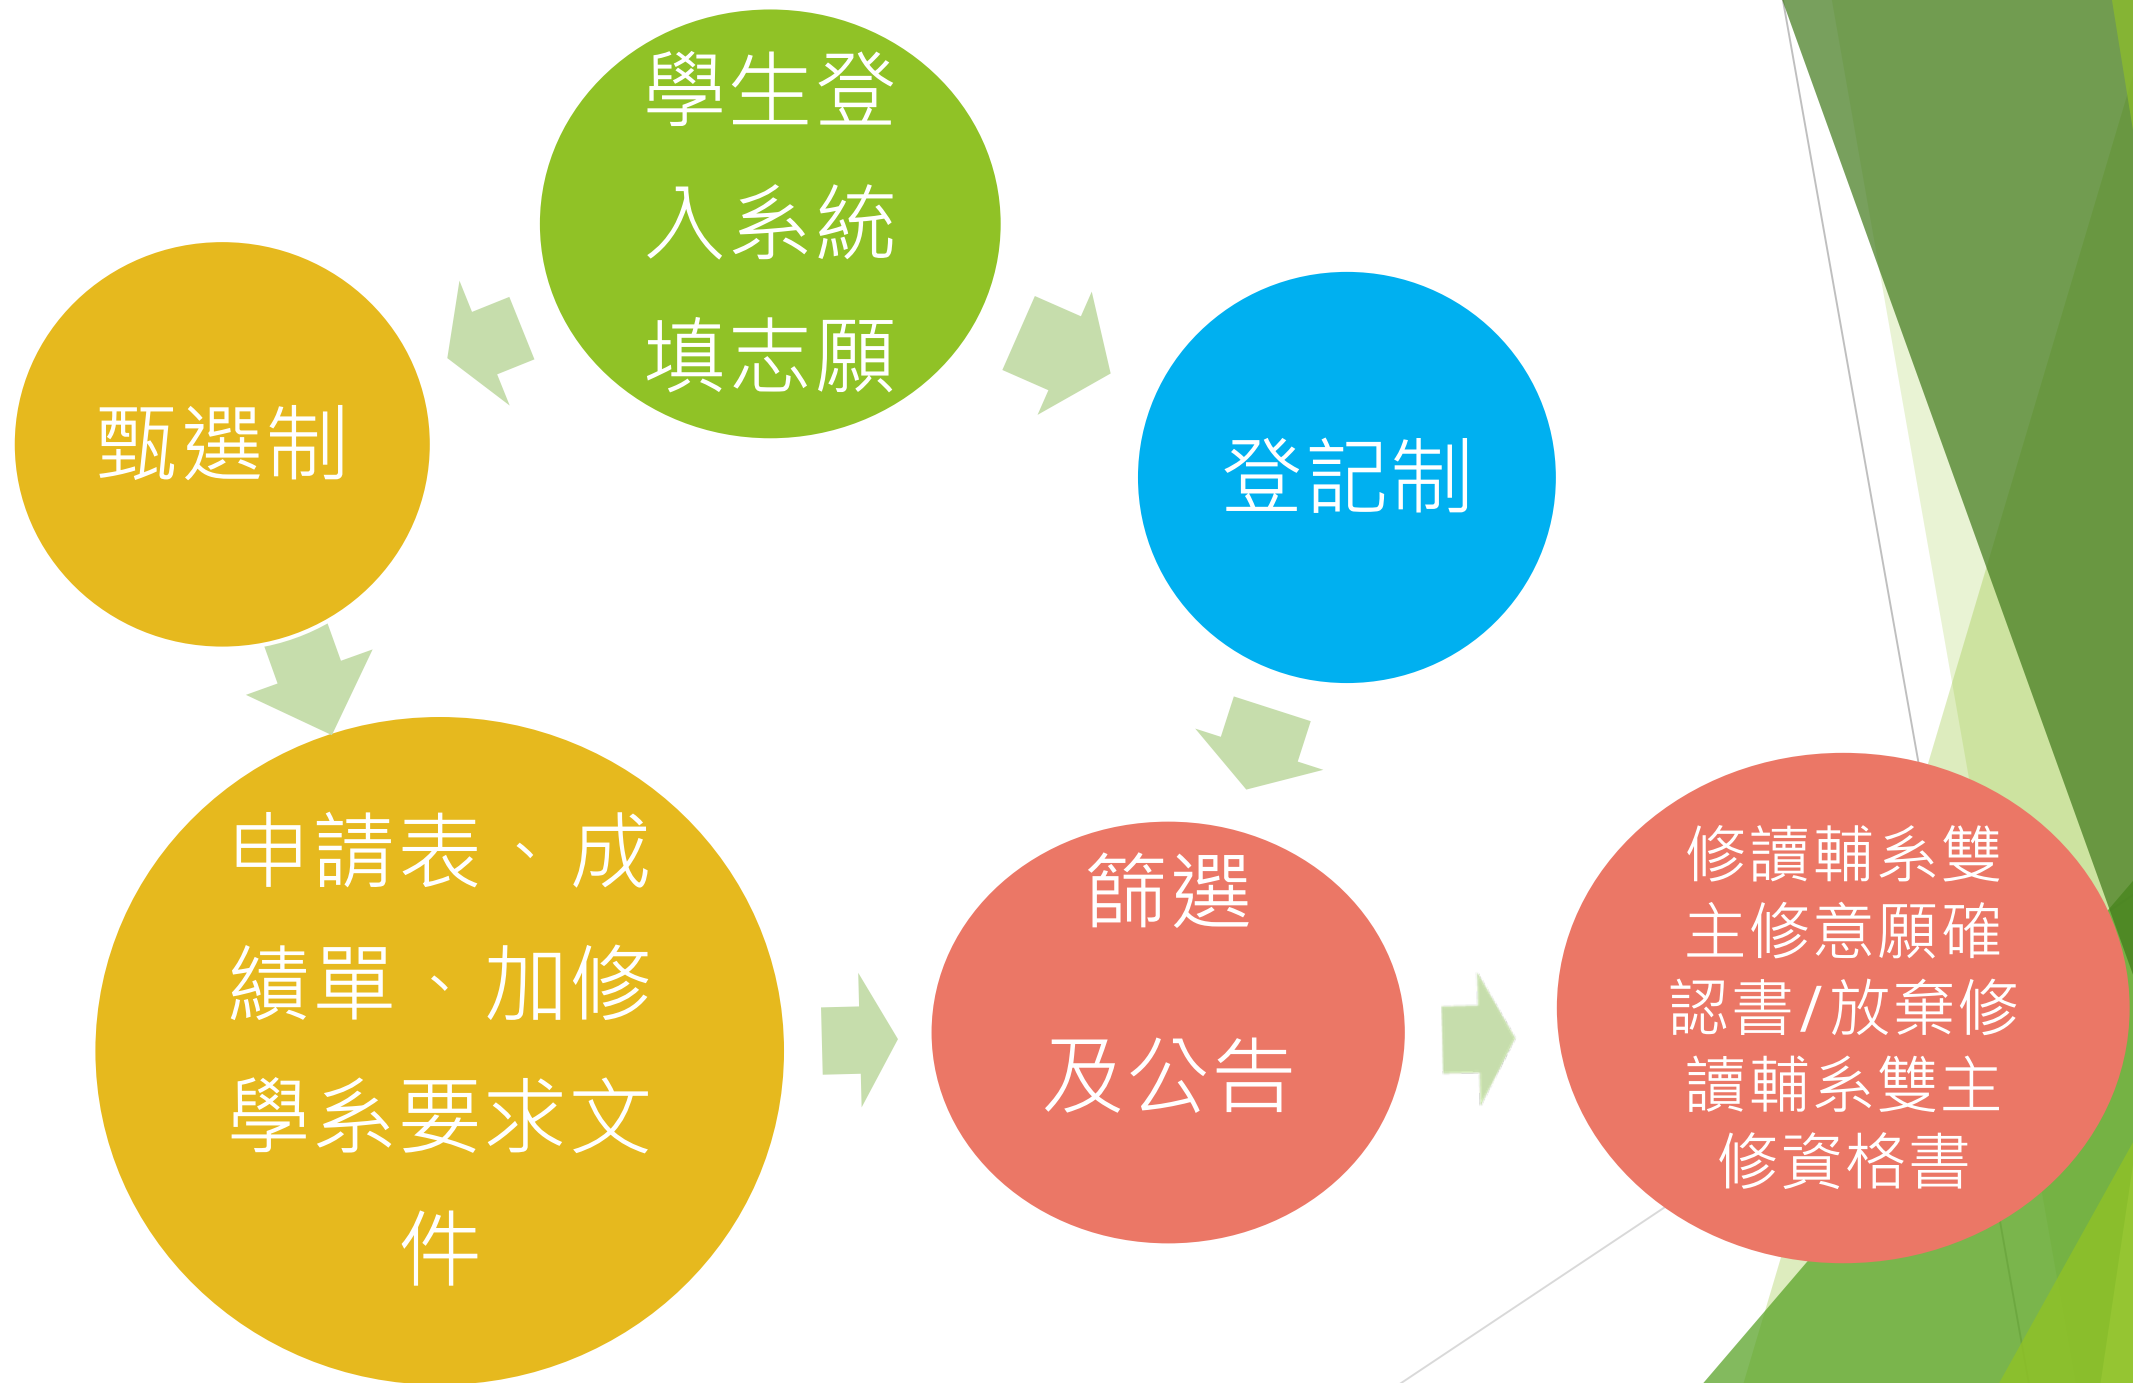 學生登
入系統
填志願
甄選制
登記制
申請表、成
績單、加修
學系要求文
件
篩選
及公告
修讀輔系雙
主修意願確
認書/放棄修
讀輔系雙主
修資格書